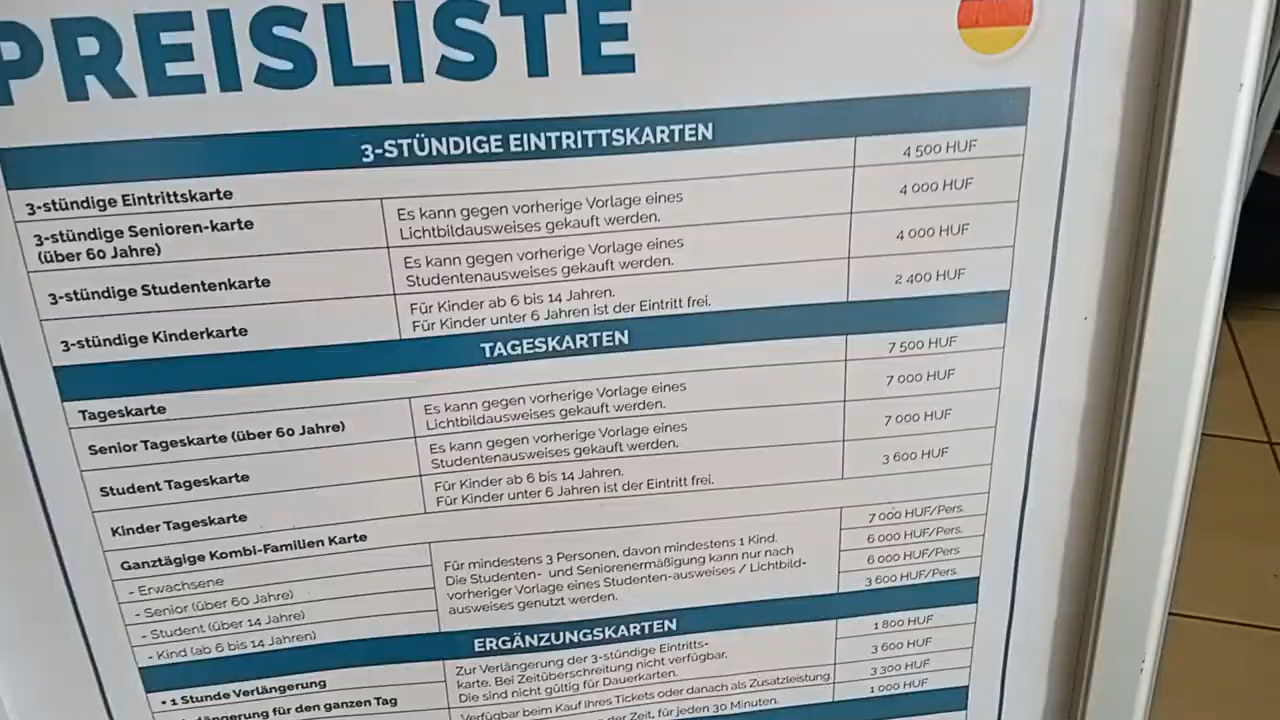 PREISLISTE
3-STÜNDIGE EINTRITTSKARTEN
3-stündige Eintrittskarte 4 500 HUF
3-stündige Senioren-karte
(über 60 Jahre)
Es kann gegen vorherige Vorlage eines
Lichtbildausweises gekauft werden.
4 000 HUF
3-stündige Studentenkarte
Es kann gegen vorherige Vorlage eines
Studentenausweises gekauft werden.
4 000 HUF
3-stündige Kinderkarte
Für Kinder ab 6 bis 14 Jahren.
Für Kinder unter 6 Jahren ist der Eintritt frei.
2 400 HUF
TAGESKARTEN
Tageskarte 7 500 HUF
Senior Tageskarte (über 60 Jahre)
Es kann gegen vorherige Vorlage eines
Lichtbildausweises gekauft werden.
7 000 HUF
Student Tageskarte
Es kann gegen vorherige Vorlage eines
Studentenausweises gekauft werden.
7 000 HUF
Kinder Tageskarte
Für Kinder ab 6 bis 14 Jahren.
Für Kinder unter 6 Jahren ist der Eintritt frei.
3 600 HUF
Ganztägige Kombi-Familien Karte
- Erwachsene
- Senior (über 60 Jahre)
- Student (über 14 Jahre)
- Kind (ab 6 bis 14 Jahren)
Für mindestens 3 Personen, davon mindestens 1 Kind.
Die Studenten- und Seniorenermäßigung kann nur nach
vorheriger Vorlage eines Studenten-ausweises / Lichtbild-
ausweises genutzt werden.
7 000 HUF/Pers.
6 000 HUF/Pers.
6 000 HUF/Pers
3 600 HUF/Pers.
ERGÄNZUNGSKARTEN
• 1 Stunde Verlängerung
längerung für den ganzen Tag
Zur Verlängerung der 3-stündige Eintritts-
karte. Bei Zeitüberschreitung nicht verfügbar.
Die sind nicht gültig für Dauerkarten.
Verfügbar beim Kauf Ihres Tickets oder danach als Zusatzleistung
der Zeit, für jeden 30 Minuten.
1 800 HUF
3 600 HUF
3 300 HUF
1 000 HUF